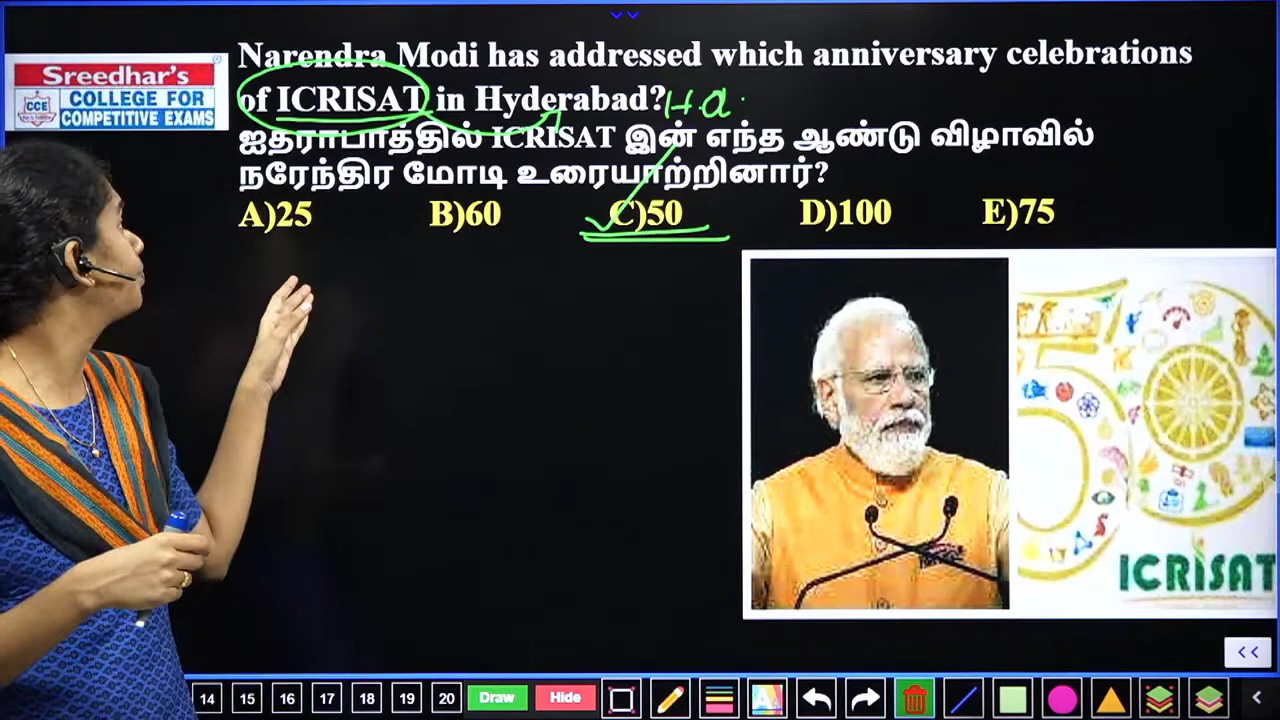 Narendra Modi has addressed which anniversary celebrations
of ICRISAT in Hyderabad? H.Q.
ஐதராபாத்தில் ICRISAT இன் எந்த ஆண்டு விழாவில்
நரேந்திர மோடி உரையாற்றினார்?
A)25 B)60 C)50 D)100 E)75
Sreedhar's
CCE
COLLEGE FOR
COMPETITIVE EXAMS
50
ICRISAT
<<
14 15 16 17 18 19 20 Draw Hide A